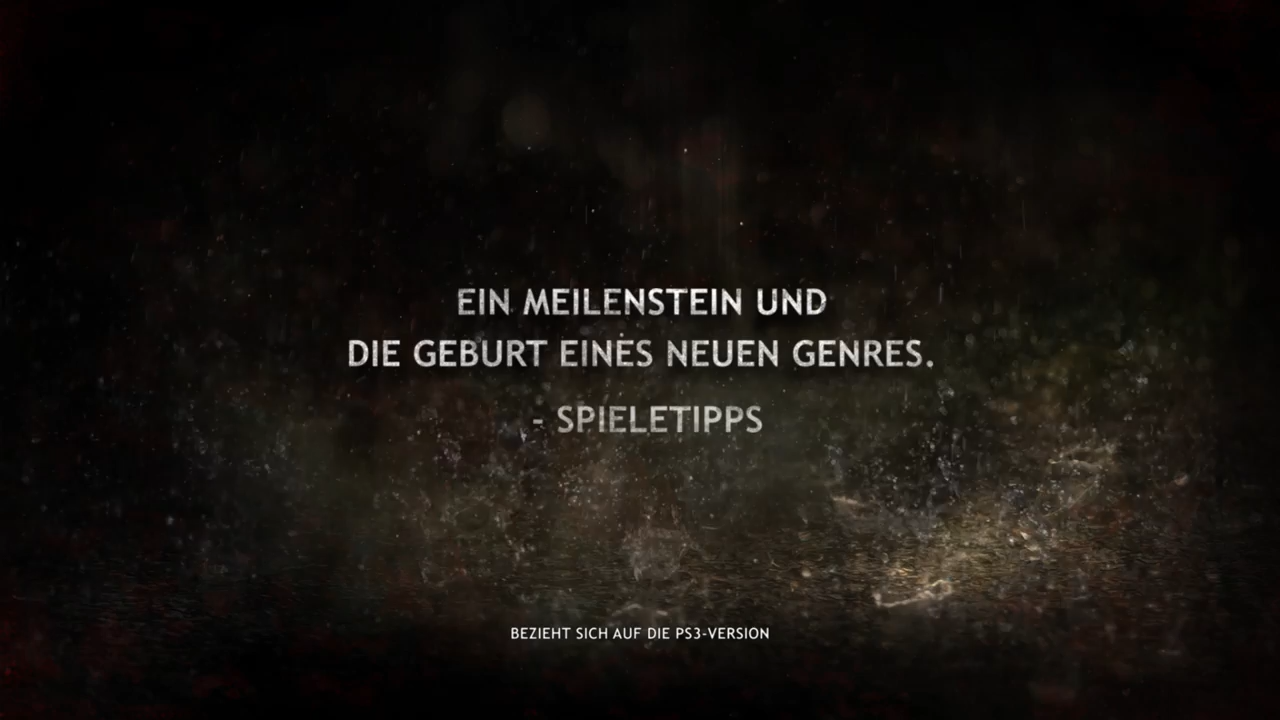 EIN MEILENSTEIN UND
DIE GEBURT EINES NEUEN GENRES.
- SPIELETIPPS
BEZIEHT SICH AUF DIE PS3-VERSION